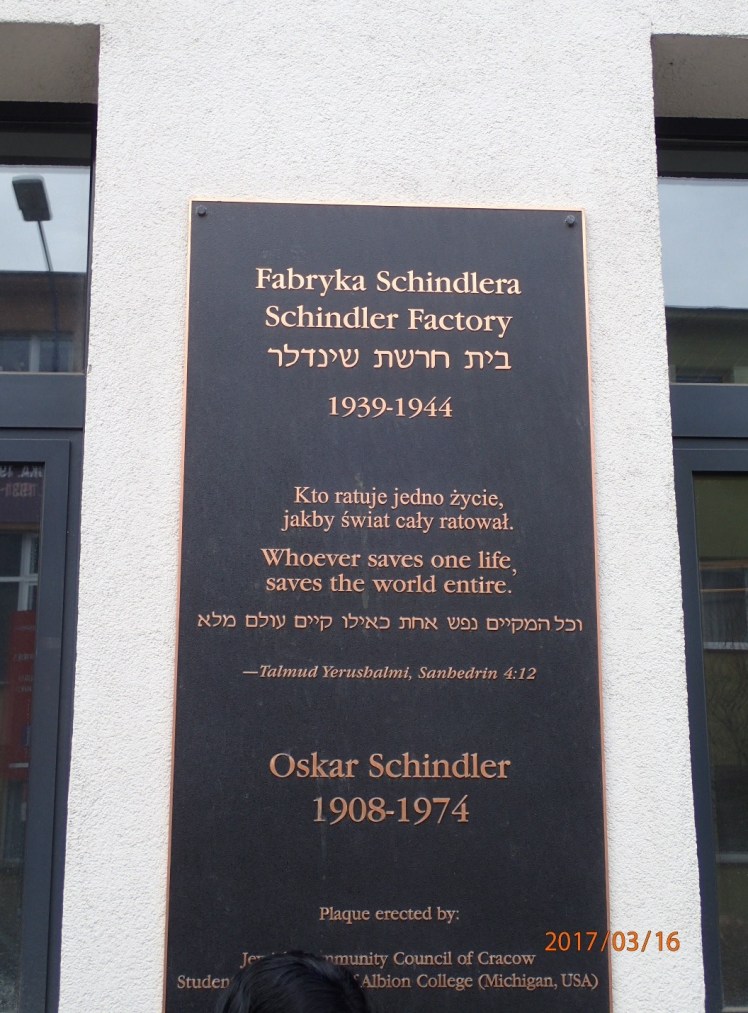 Fabryka Schindlera
Schindler Factory
בית חרשת שינדלר
1939-1944
Kto ratuje jedno życie,
jakby świat cały ratował.
Whoever saves one life,
saves the world entire.
וכל המקיים נפש אחת כאילו קיים עולם מלא
—Talmud Yerushalmi, Sanhedrin 4:12
Oskar Schindler
1908-1974
Plaque erected by:
Council of Cracow
Albion College (Michigan, USA)
2017/03/16